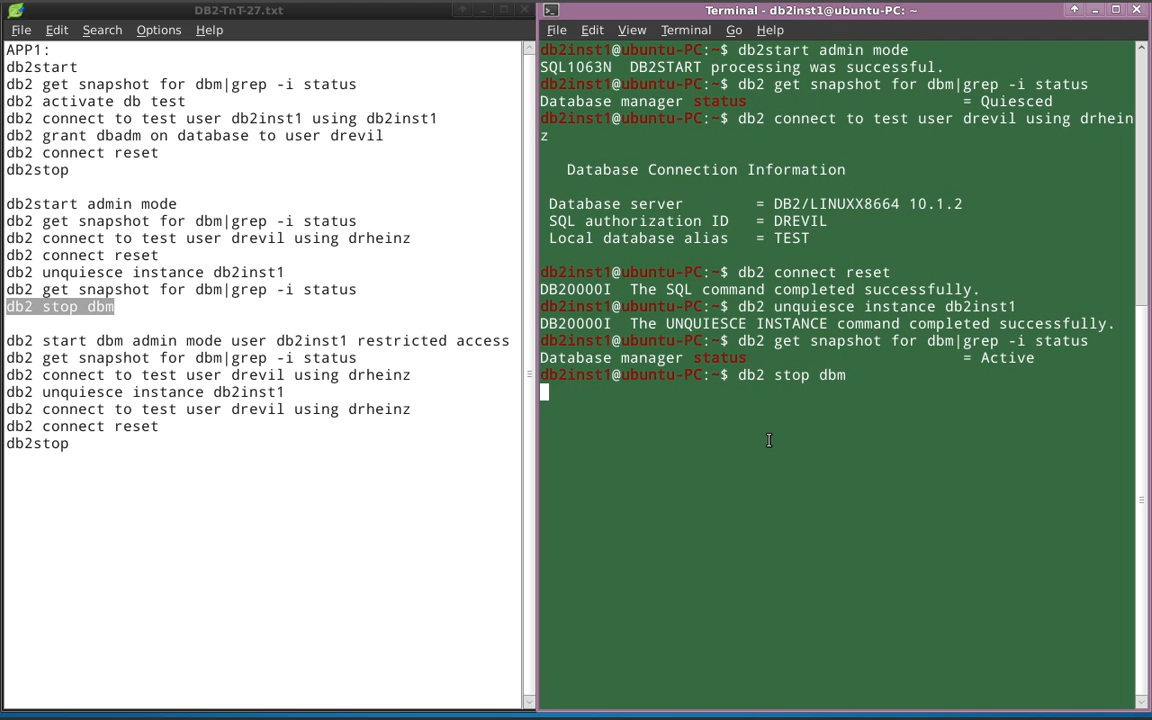 DB2-TnT-27.txt
File Edit Search Options Help
APP1:
db2start
db2 get snapshot for dbm|grep -i status
db2 activate db test
db2 connect to test user db2inst1 using db2inst1
db2 grant dbadm on database to user drevil
db2 connect reset
db2stop
db2start admin mode
db2 get snapshot for dbm|grep -i status
db2 connect to test user drevil using drheinz
db2 connect reset
db2 unquiesce instance db2inst1
db2 get snapshot for dbm|grep -i status
db2 stop dbm
db2 start dbm admin mode user db2inst1 restricted access
db2 get snapshot for dbm|grep -i status
db2 connect to test user drevil using drheinz
db2 unquiesce instance db2inst1
db2 connect to test user drevil using drheinz
db2 connect reset
db2stop
Terminal - db2inst1@ubuntu-PC: ~
File Edit View Terminal Go Help
db2inst1@ubuntu-PC:~$ db2start admin mode
SQL1063N  DB2START processing was successful.
db2inst1@ubuntu-PC:~$ db2 get snapshot for dbm|grep -i status
Database manager status                        = Quiesced
db2inst1@ubuntu-PC:~$ db2 connect to test user drevil using drhein
z
   Database Connection Information
 Database server        = DB2/LINUXX8664 10.1.2
 SQL authorization ID   = DREVIL
 Local database alias   = TEST
db2inst1@ubuntu-PC:~$ db2 connect reset
DB20000I  The SQL command completed successfully.
db2inst1@ubuntu-PC:~$ db2 unquiesce instance db2inst1
DB20000I  The UNQUIESCE INSTANCE command completed successfully.
db2inst1@ubuntu-PC:~$ db2 get snapshot for dbm|grep -i status
Database manager status                        = Active
db2inst1@ubuntu-PC:~$ db2 stop dbm